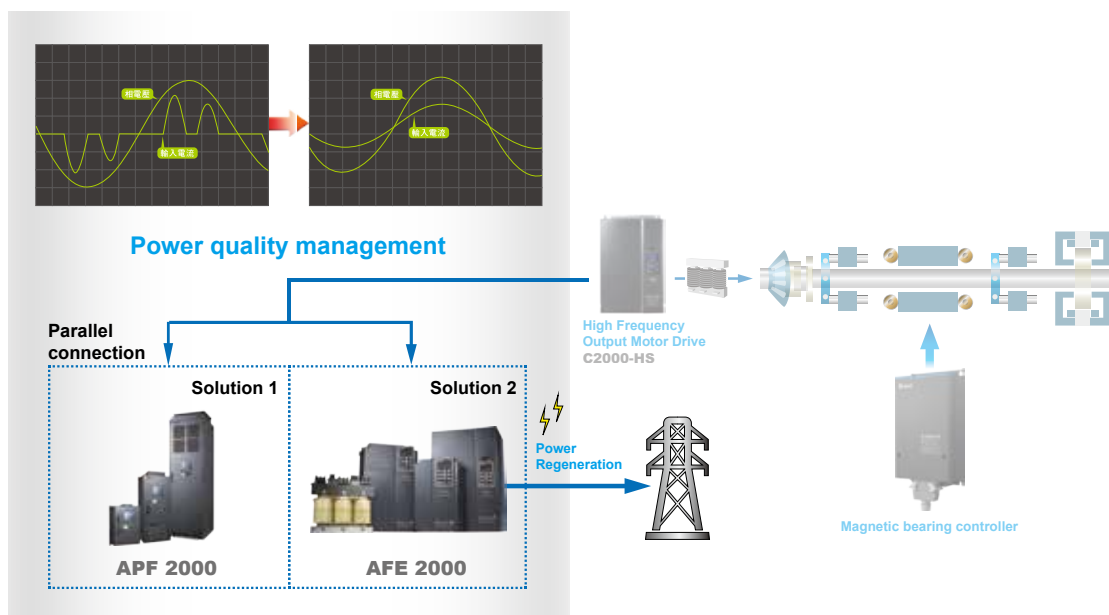 相電壓
輸入電流
相電壓
輸入電流
Power quality management
High Frequency
Output Motor Drive
C2000-HS
Parallel
connection
Solution 1
Solution 2
Power
Regeneration
APF 2000
AFE 2000
Magnetic bearing controller